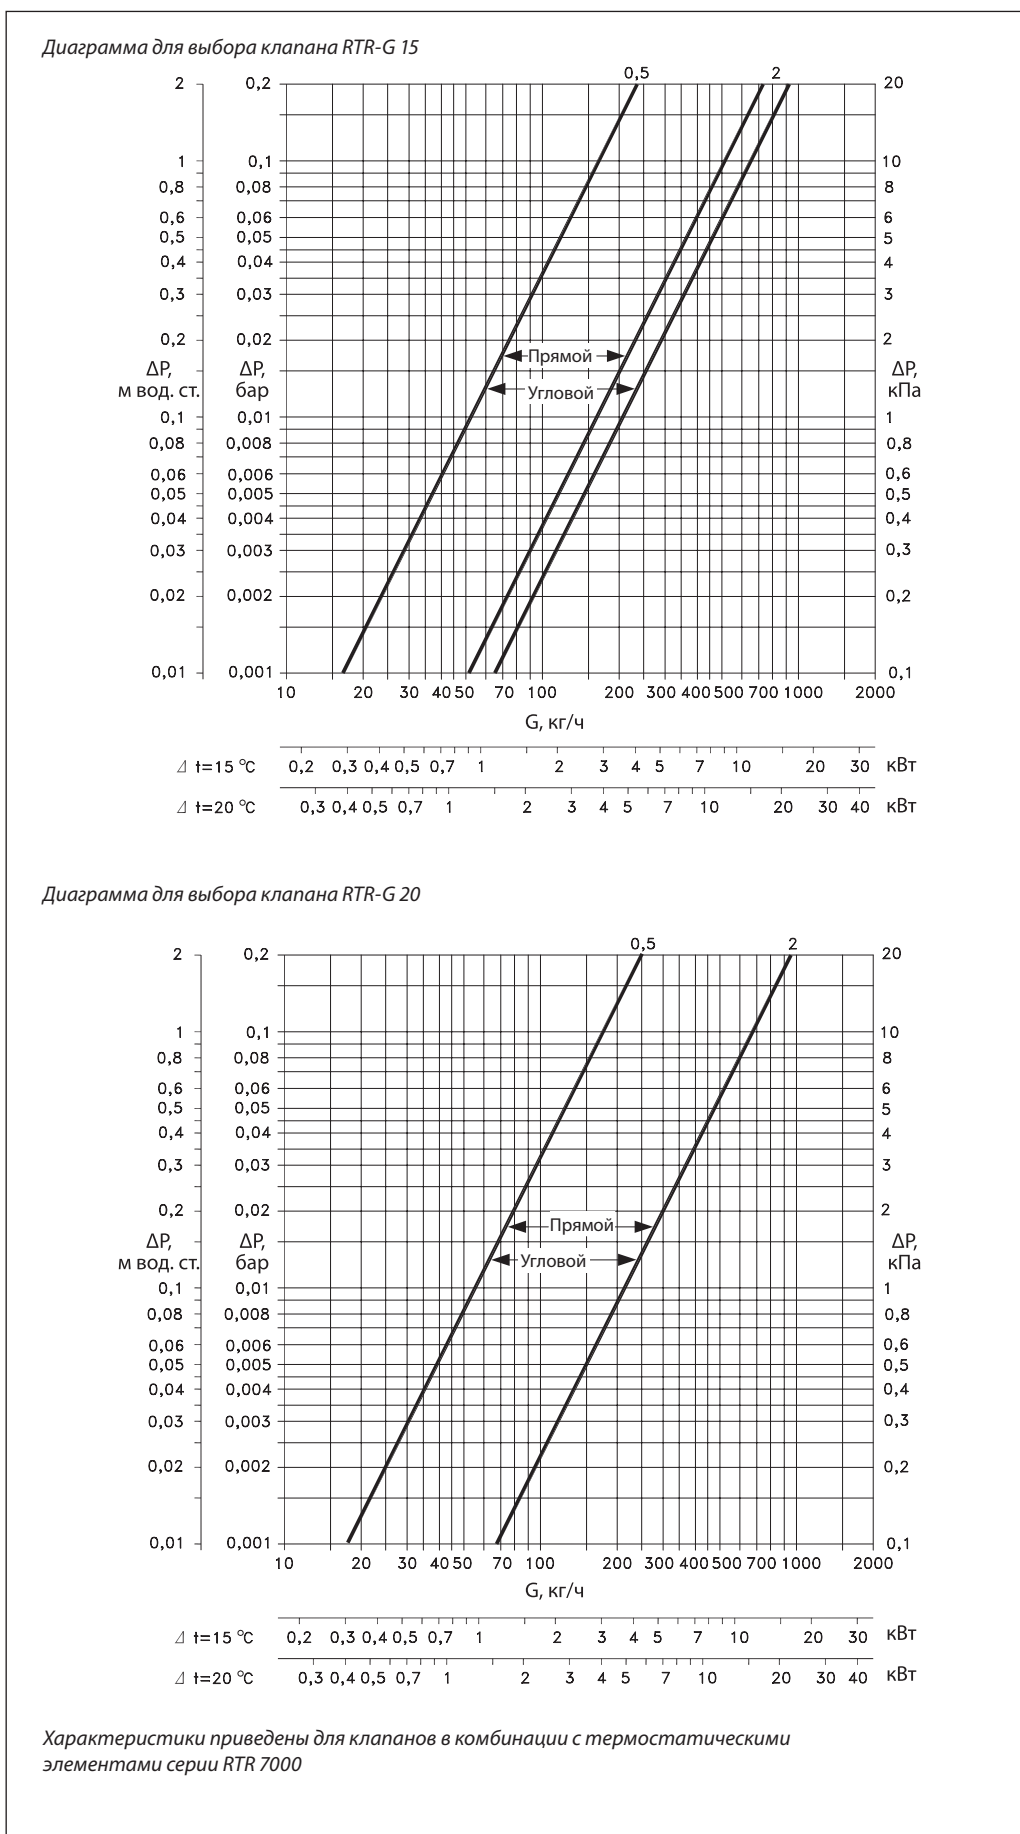 Диаграмма для выбора клапана RTR-G 15
0,5 2
2 0,2 20
1 0,1 10
0,8 0,08 8
0,6 0,06 6
0,5 0,05 5
0,4 0,04 4
0,3 0,03 3
0,2 0,02 2
Прямой
ΔP, ΔP, ΔP,
м вод. ст. бар кПа
Угловой
0,1 0,01 1
0,08 0,008 0,8
0,06 0,006 0,6
0,05 0,005 0,5
0,04 0,004 0,4
0,03 0,003 0,3
0,02 0,002 0,2
0,01 0,001 0,1
10 20 30 40 50 70 100 200 300 400 500 700 1000 2000
G, кг/ч
⊿ t=15 °C 0,2 0,3 0,4 0,5 0,7 1 2 3 4 5 7 10 20 30 кВт
⊿ t=20 °C 0,3 0,4 0,5 0,7 1 2 3 4 5 7 10 20 30 40 кВт
Диаграмма для выбора клапана RTR-G 20
0,5 2
2 0,2 20
1 0,1 10
0,8 0,08 8
0,6 0,06 6
0,5 0,05 5
0,4 0,04 4
0,3 0,03 3
0,2 0,02 2
Прямой
ΔP, ΔP, ΔP,
м вод. ст. бар кПа
Угловой
0,1 0,01 1
0,08 0,008 0,8
0,06 0,006 0,6
0,05 0,005 0,5
0,04 0,004 0,4
0,03 0,003 0,3
0,02 0,002 0,2
0,01 0,001 0,1
10 20 30 40 50 70 100 200 300 400 500 700 1000 2000
G, кг/ч
⊿ t=15 °C 0,2 0,3 0,4 0,5 0,7 1 2 3 4 5 7 10 20 30 кВт
⊿ t=20 °C 0,3 0,4 0,5 0,7 1 2 3 4 5 7 10 20 30 40 кВт
Характеристики приведены для клапанов в комбинации с термостатическими
элементами серии RTR 7000